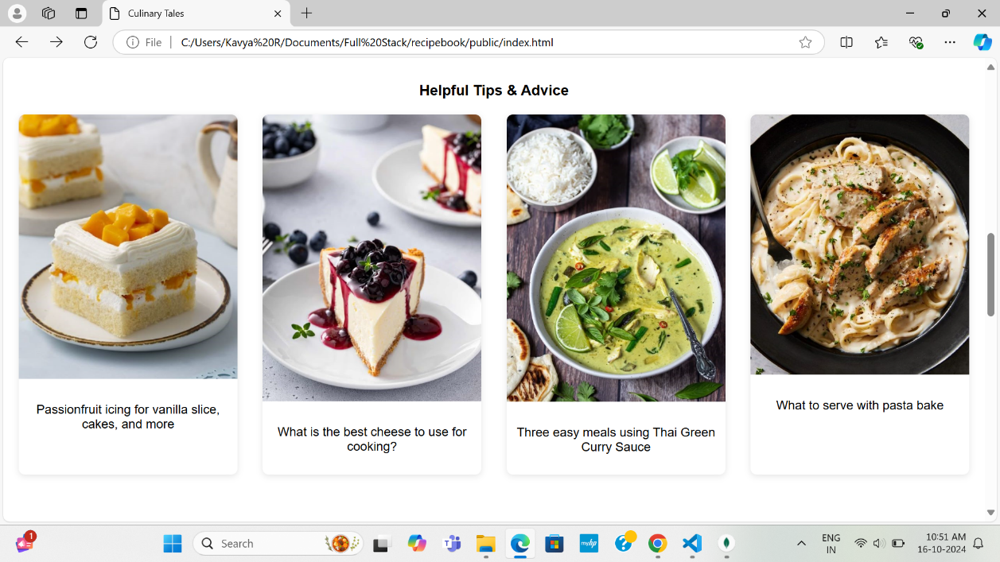 Culinary Tales
File
C:/Users/Kavya%20R/Documents/Full%20Stack/recipebook/public/index.html
Helpful Tips & Advice
Passionfruit icing for vanilla slice,
cakes, and more
What is the best cheese to use for
cooking?
Three easy meals using Thai Green
Curry Sauce
What to serve with pasta bake
1
Search
T
myhp
?
ENG
IN
10:51 AM
16-10-2024